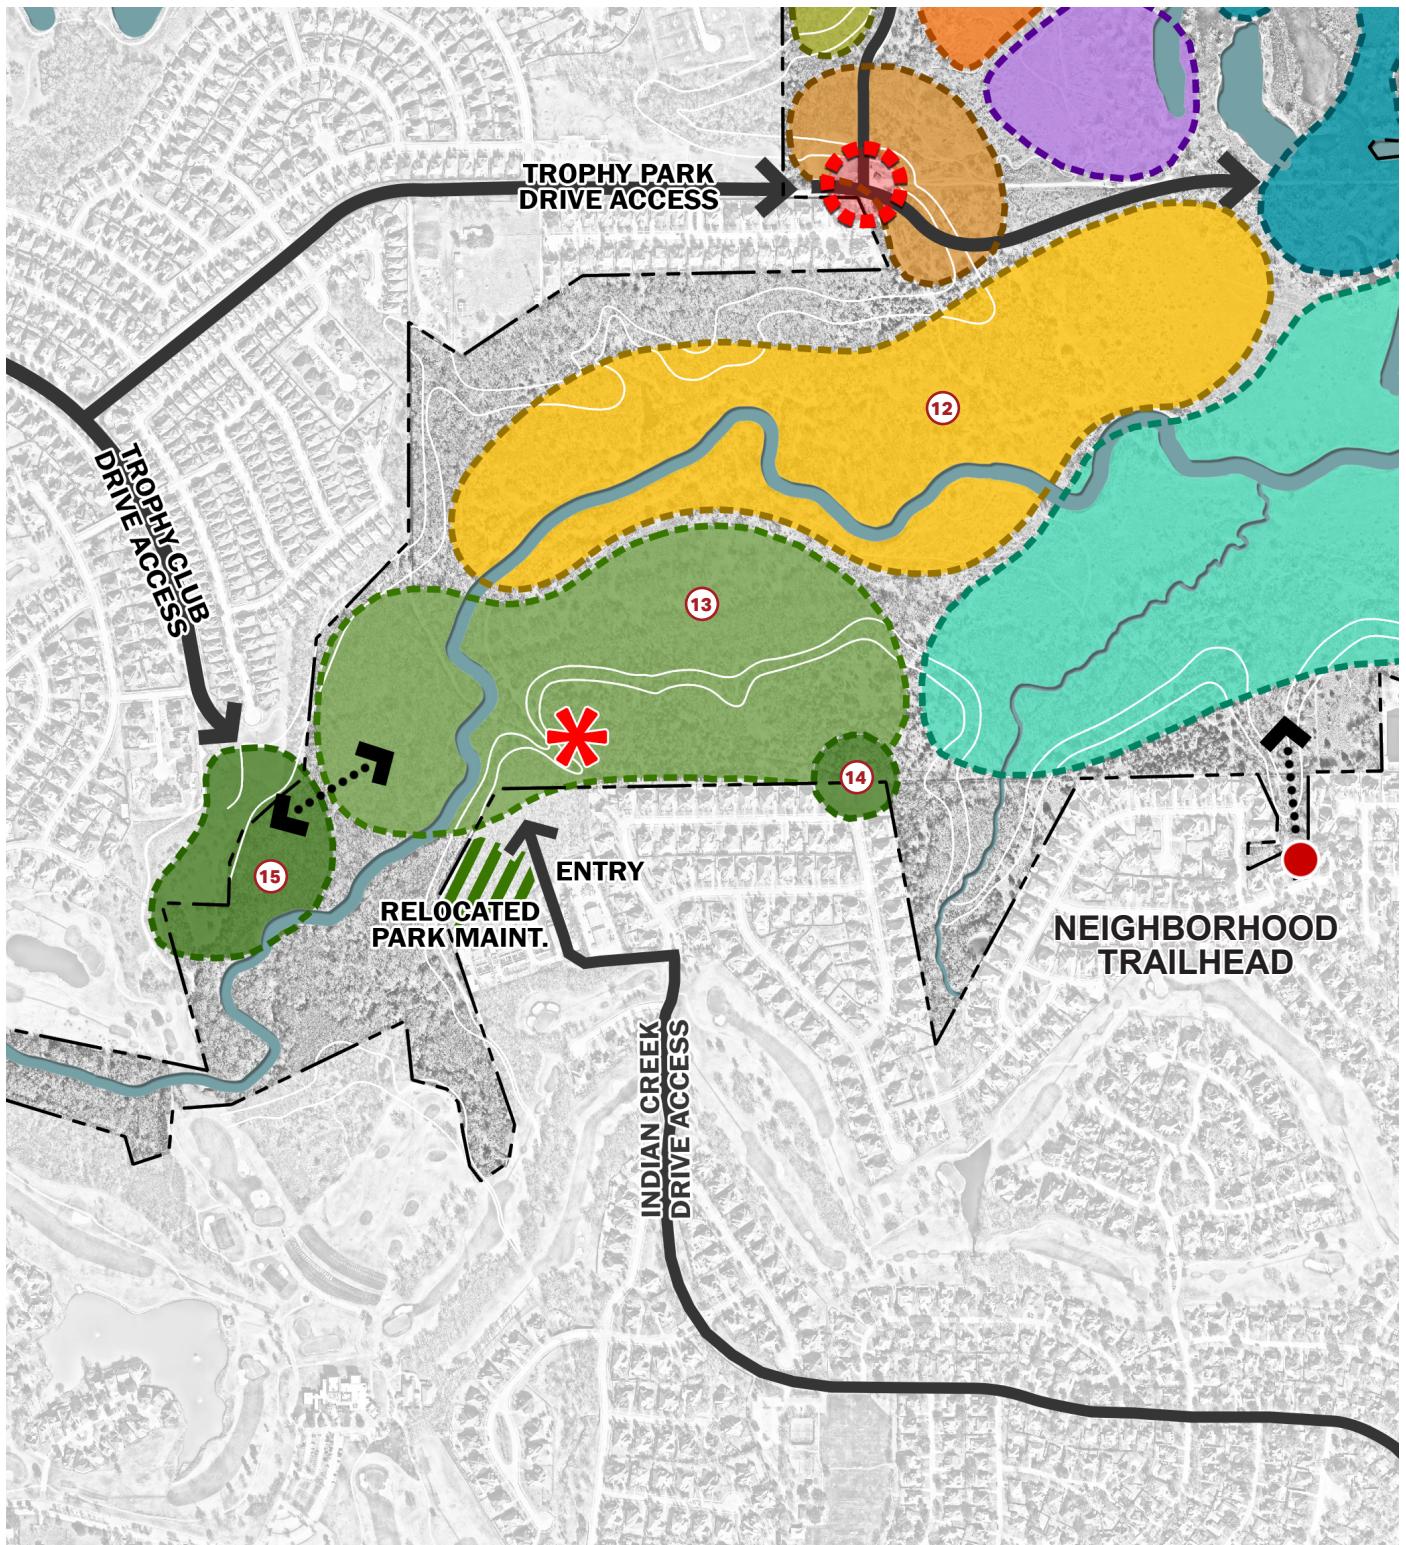 TROPHY PARK
DRIVE ACCESS
12
TROPHY CLUB
DRIVE ACCESS
13
14
15
ENTRY
RELOCATED
PARK MAINT.
NEIGHBORHOOD
TRAILHEAD
INDIAN CREEK
DRIVE ACCESS